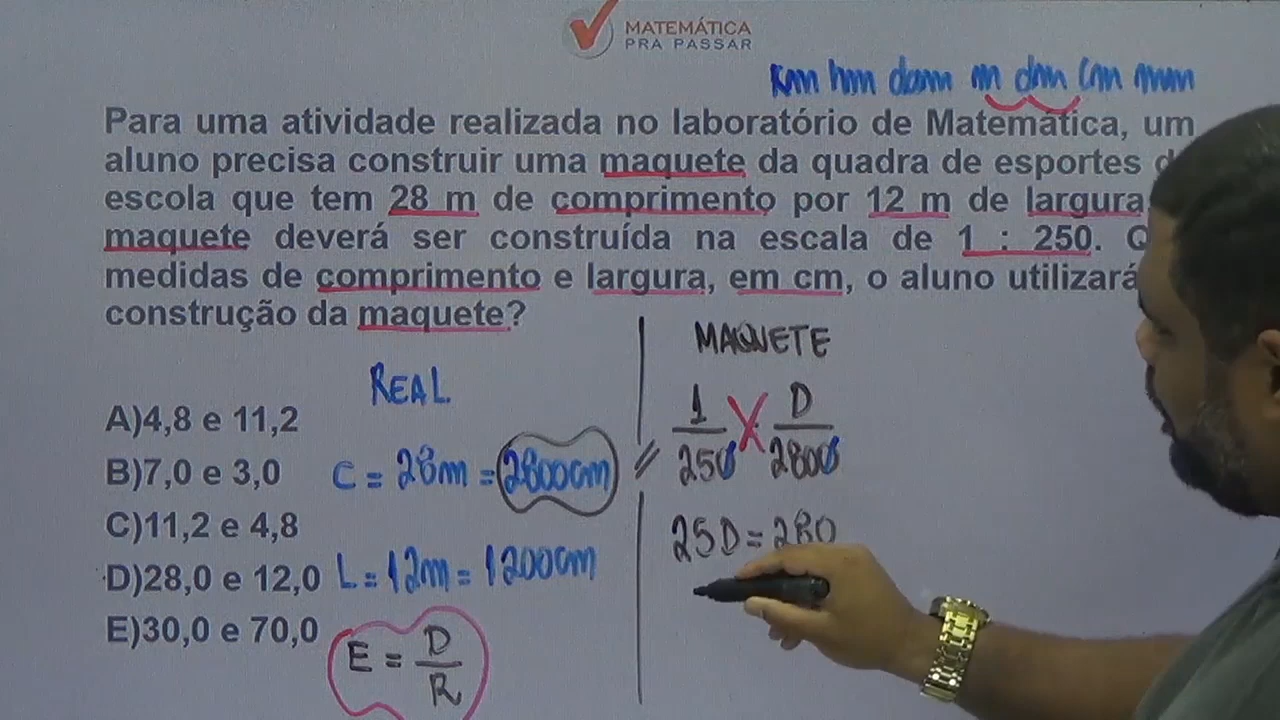 MATEMÁTICA
PRA PASSAR
Km hm dam m dm cm mm
Para uma atividade realizada no laboratório de Matemática, um
aluno precisa construir uma maquete da quadra de esportes
escola que tem 28 m de comprimento por 12 m de largura
maquete deverá ser construída na escala de 1 : 250.
medidas de comprimento e largura, em cm, o aluno utilizará
construção da maquete?
A)4,8 e 11,2
B)7,0 e 3,0
C)11,2 e 4,8
D)28,0 e 12,0
E)30,0 e 70,0
REAL
C = 28m = 2800cm
L = 12m = 1200cm
E = D/R
MAQUETE
1/250 D/2800
25D = 280